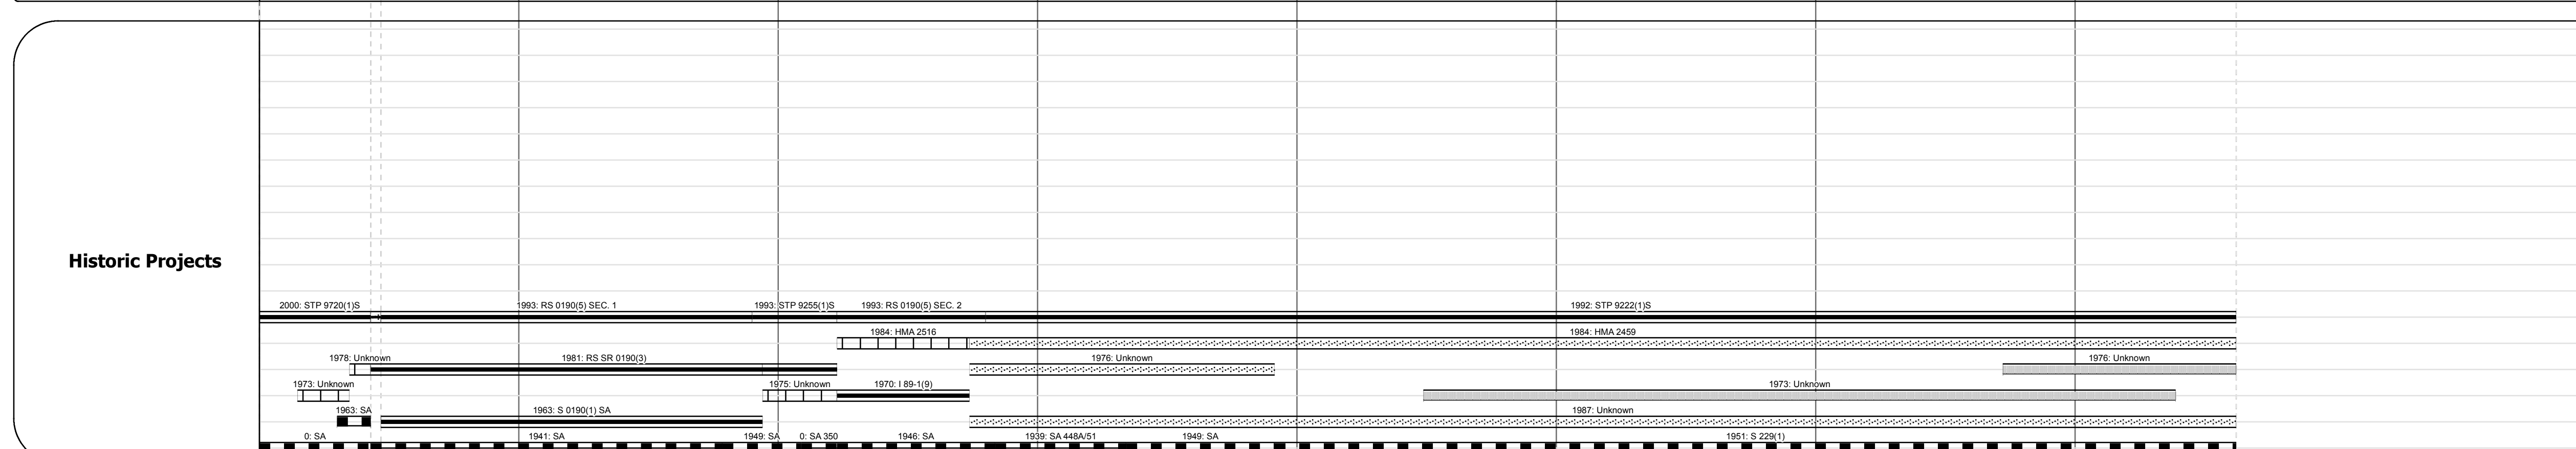 Historic Projects
2000: STP 9720(1)S 1993: RS 0190(5) SEC. 1 1993: STP 9255(1)S 1993: RS 0190(5) SEC. 2 1992: STP 9222(1)S
1984: HMA 2516 1984: HMA 2459
1978: Unknown 1981: RS SR 0190(3) 1976: Unknown 1976: Unknown
1973: Unknown 1975: Unknown 1970: I 89-1(9) 1973: Unknown
1963: SA 1963: S 0190(1) SA 1987: Unknown
0: SA 1941: SA 1949: SA 0: SA 350 1946: SA 1939: SA 448A/51 1949: SA 1951: S 229(1)